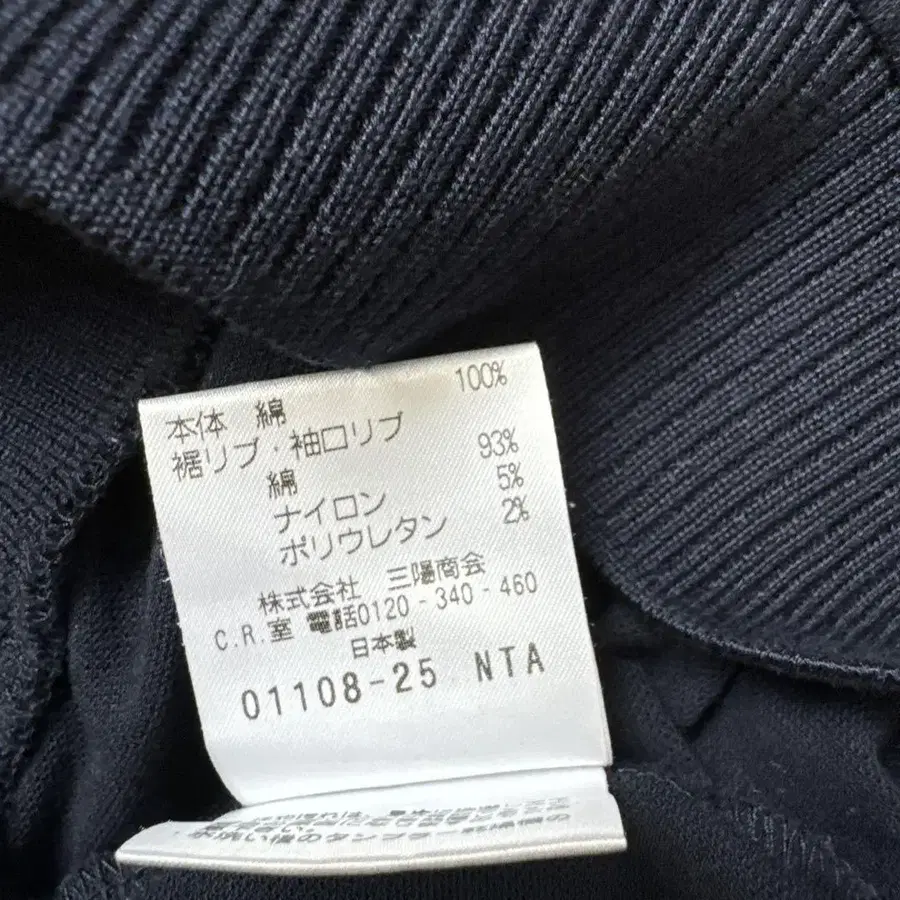 本体 綿 100%
裾リブ・袖口リブ
綿 93%
ナイロン 5%
ポリウレタン 2%
株式会社 三陽商会
C.R.室 電話0120-340-460
日本製
01108-25 NTA